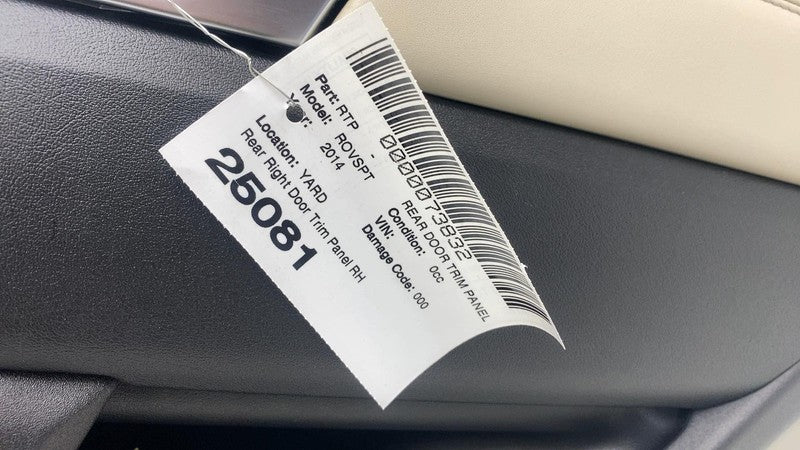 0000073832
Part: RTP - REAR DOOR TRIM PANEL
Model: ROVSPT Condition: 0cc
Year: 2014 VIN:
Damage Code: 000
Location: YARD
Rear Right Door Trim Panel RH
25081